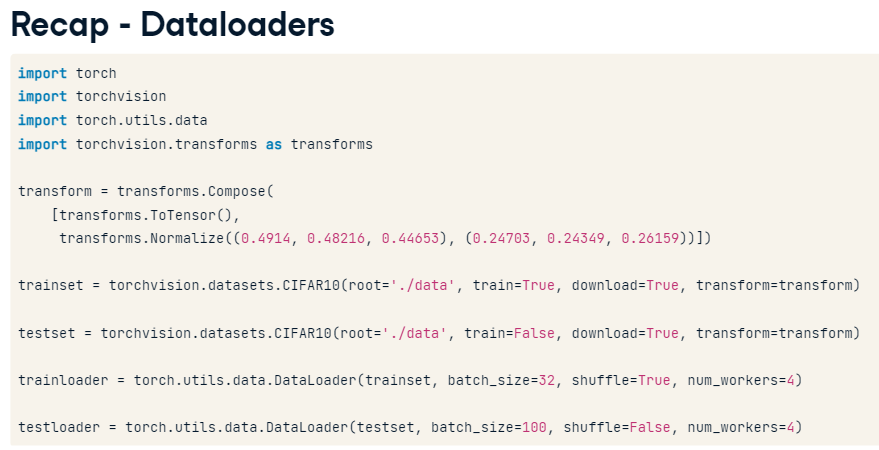 Recap - Dataloaders
import torch
import torchvision
import torch.utils.data
import torchvision.transforms as transforms
transform = transforms.Compose(
    [transforms.ToTensor(),
     transforms.Normalize((0.4914, 0.48216, 0.44653), (0.24703, 0.24349, 0.26159))])
trainset = torchvision.datasets.CIFAR10(root='./data', train=True, download=True, transform=transform)
testset = torchvision.datasets.CIFAR10(root='./data', train=False, download=True, transform=transform)
trainloader = torch.utils.data.DataLoader(trainset, batch_size=32, shuffle=True, num_workers=4)
testloader = torch.utils.data.DataLoader(testset, batch_size=100, shuffle=False, num_workers=4)